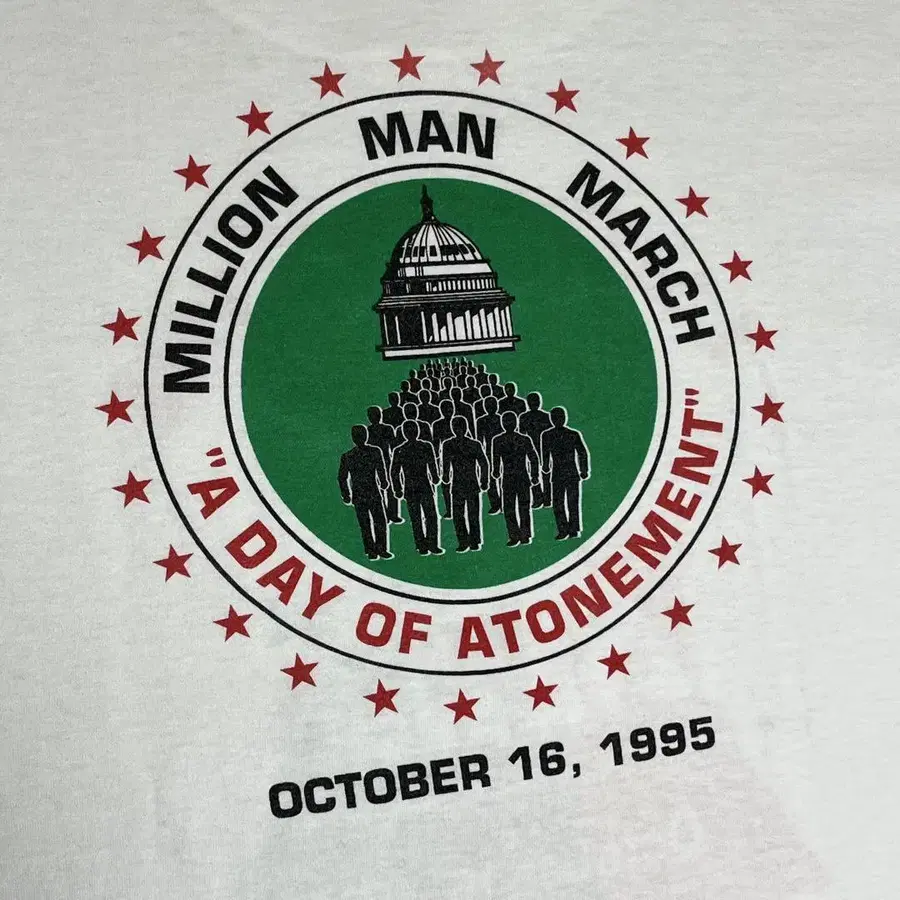 MILLION MAN MARCH
"A DAY OF ATONEMENT"
OCTOBER 16, 1995